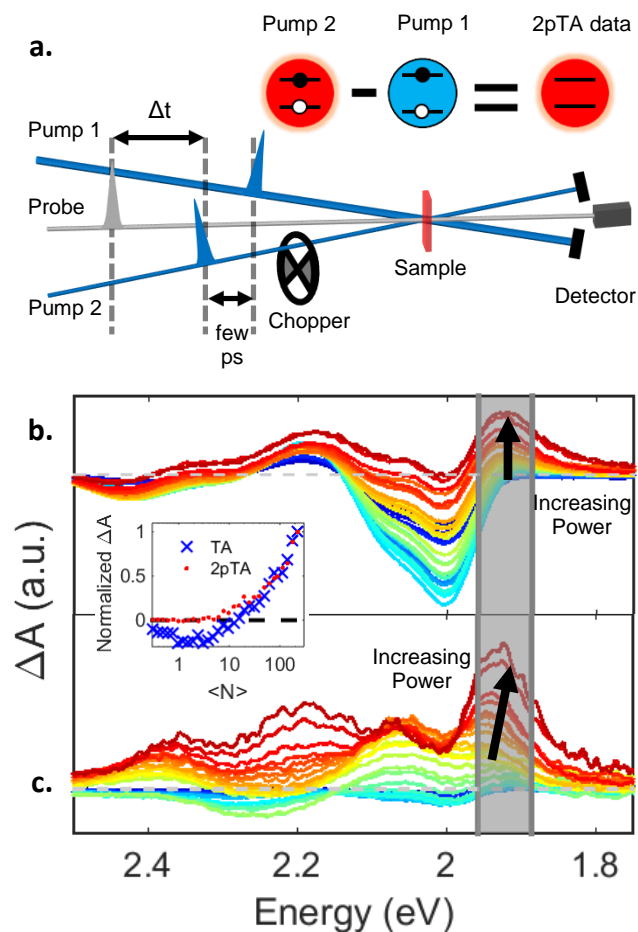 a.
Pump 2
Pump 1
2pTA data
Δt
Pump 1
Probe
Pump 2
few
ps
Chopper
Sample
Detector
b.
Increasing
Power
Normalized ΔA
1
0.5
0
TA
2pTA
1
10
100
<N>
ΔA (a.u.)
Increasing
Power
c.
2.4
2.2
2
1.8
Energy (eV)